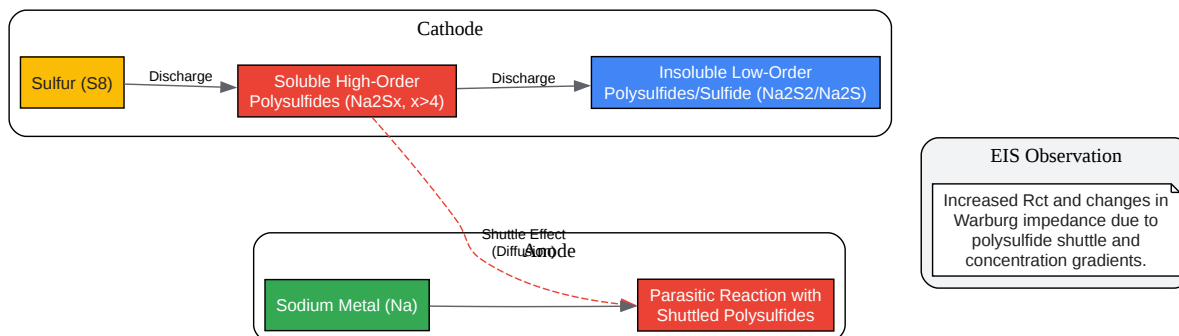 Cathode
Sulfur (S8)
Discharge
Soluble High-Order
Polysulfides (Na2Sx, x>4)
Discharge
Insoluble Low-Order
Polysulfides/Sulfide (Na2S2/Na2S)
EIS Observation
Increased Rct and changes in
Warburg impedance due to
polysulfide shuttle and
concentration gradients.
Shuttle Effect
(Diffusion)
Anode
Sodium Metal (Na)
Parasitic Reaction with
Shuttled Polysulfides